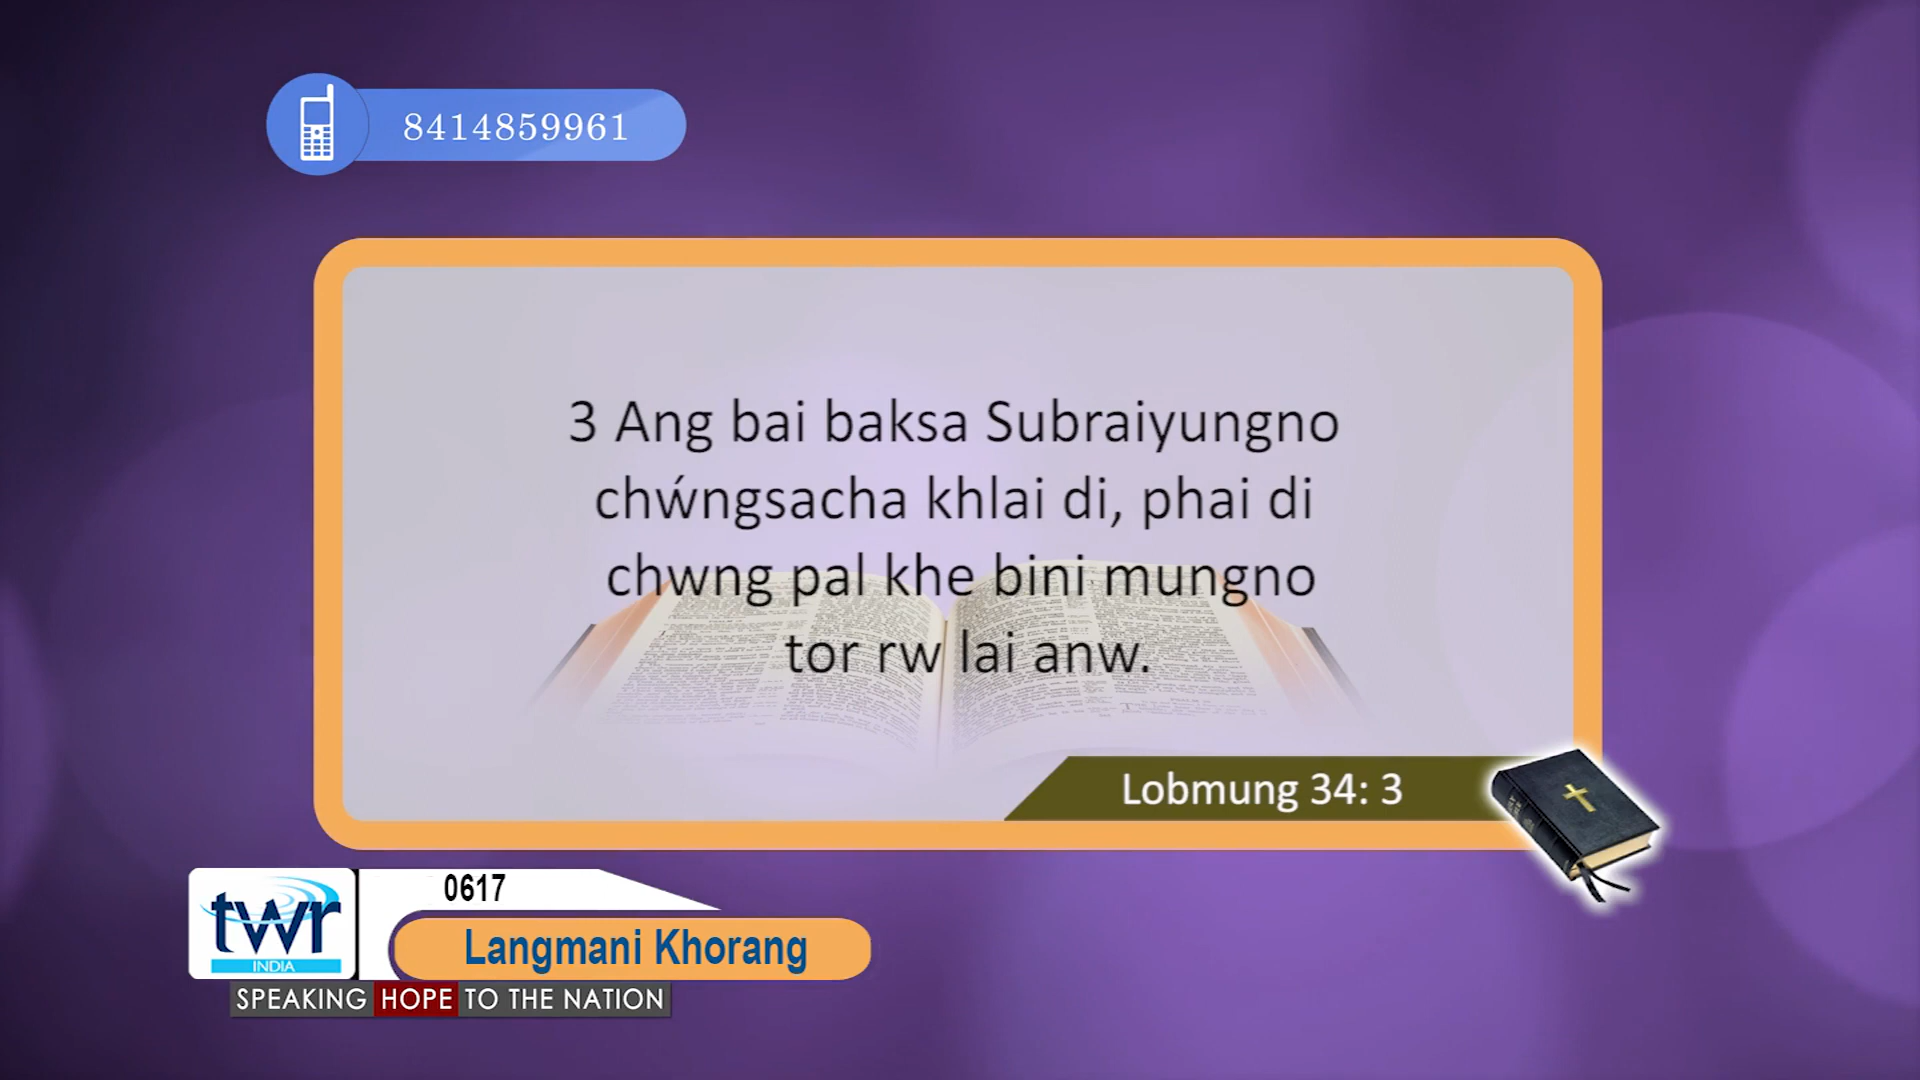 8414859961
3 Ang bai baksa Subraiyungno
chẃngsacha khlai di, phai di
chwng pal khe bini mungno
tor rw lai anw.
Lobmung 34: 3
0617
twr
INDIA
Langmani Khorang
SPEAKING HOPE TO THE NATION